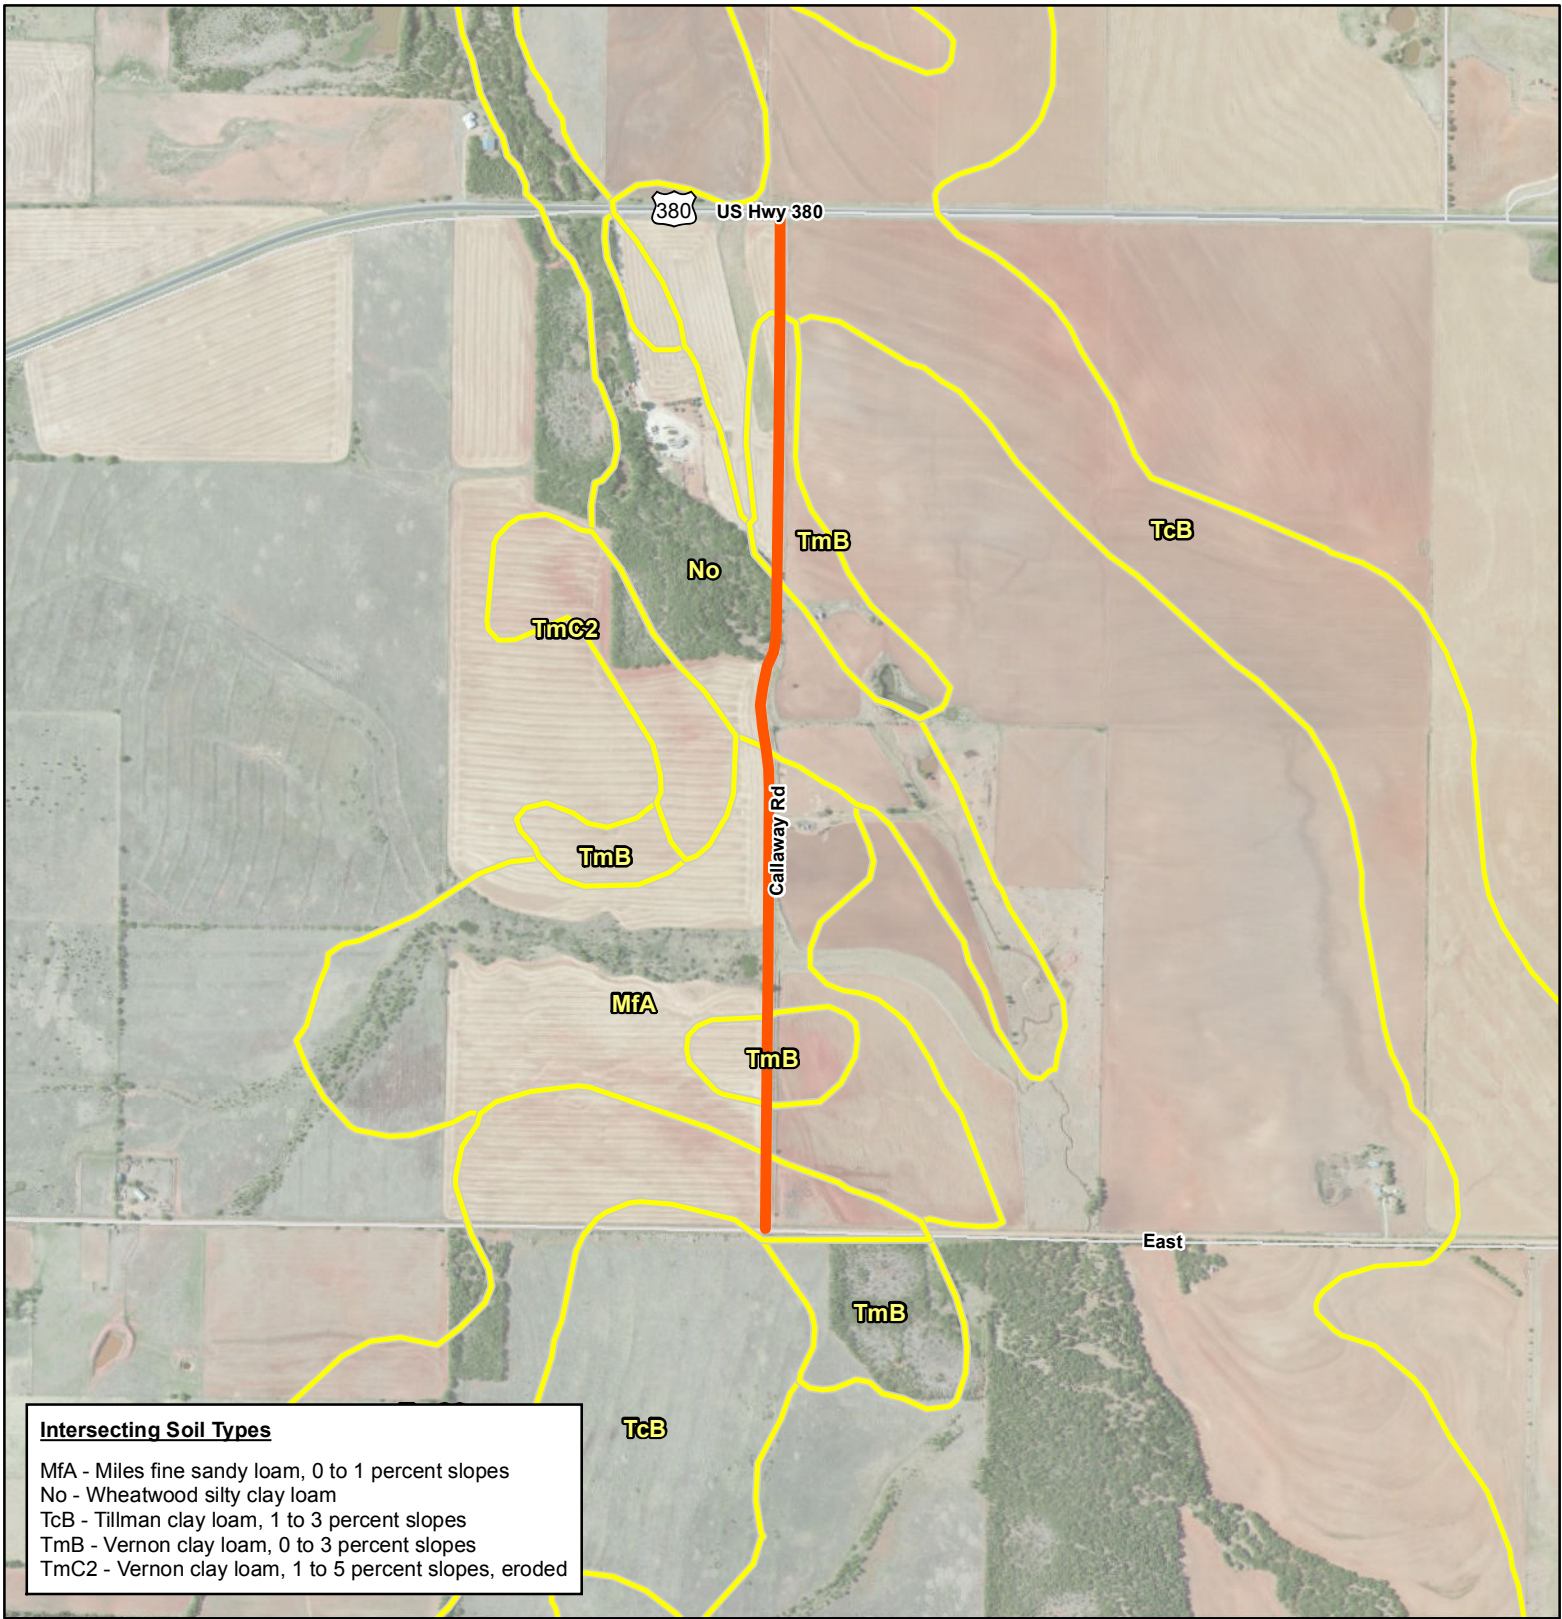 380
US Hwy 380
TcB
TmB
No
TmC2
Callaway Rd
TmB
MfA
TmB
East
TmB
TcB
Intersecting Soil Types
MfA - Miles fine sandy loam, 0 to 1 percent slopes
No - Wheatwood silty clay loam
TcB - Tillman clay loam, 1 to 3 percent slopes
TmB - Vernon clay loam, 0 to 3 percent slopes
TmC2 - Vernon clay loam, 1 to 5 percent slopes, eroded